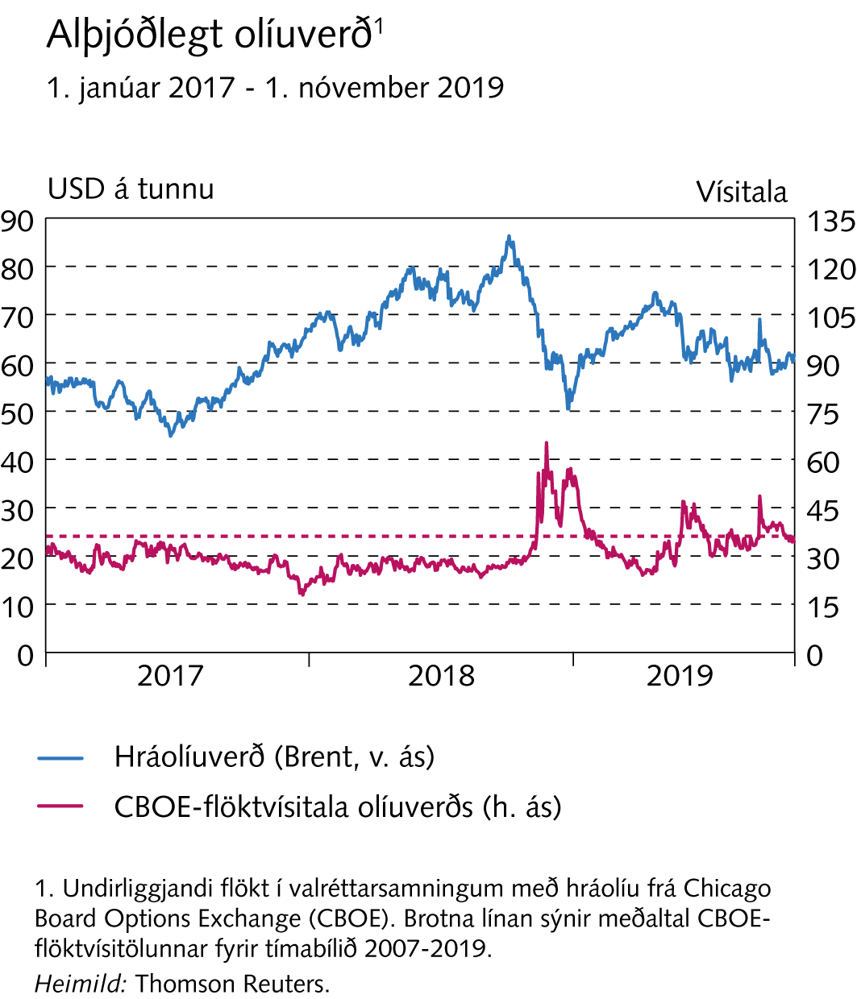 Alþjóðlegt olíuverð¹
1. janúar 2017 - 1. nóvember 2019
USD á tunnu Vísitala
90 135
80 120
70 105
60 90
50 75
40 60
30 45
20 30
10 15
0 0
2017 2018 2019
Hráolíuverð (Brent, v. ás)
CBOE-flöktvísitala olíuverðs (h. ás)
1. Undirliggjandi flökt í valréttarsamningum með hráolíu frá Chicago
Board Options Exchange (CBOE). Brotna línan sýnir meðaltal CBOE-
flöktvísitölunnar fyrir tímabilið 2007-2019.
Heimild: Thomson Reuters.